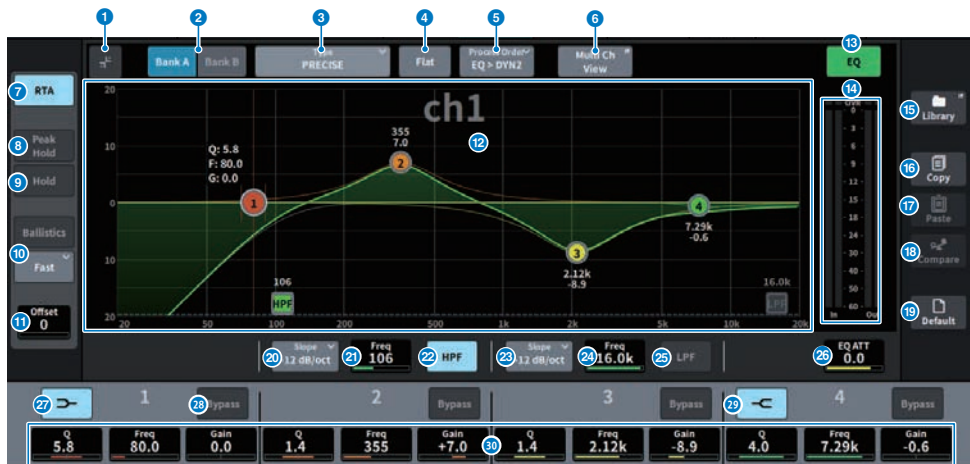 1 2 3 4 5 6
Bank A Bank B Type PRECISE Flat Process Order EQ > DYN2 Multi Ch View 13 EQ
7 RTA
8 Peak Hold
9 Hold
Ballistics
10 Fast
11 Offset 0
20 10 0 10 20
ch1
12
Q: 5.8
F: 80.0
G: 0.0
1
355
7.0
2
3
2.12k
-8.9
4
7.29k
-0.6
106
HPF
16.0k
LPF
20 50 100 200 500 1k 2k 5k 10k 20k
14
OVR
0
3
6
9
12
15
18
24
30
40
50
60
In Out
15 Library
16 Copy
17 Paste
18 Compare
19 Default
20 Slope 12 dB/oct 21 Freq 106 22 HPF 23 Slope 12 dB/oct 24 Freq 16.0k 25 LPF 26 EQ ATT 0.0
27 1 28 Bypass 2 Bypass 3 Bypass 29 4 Bypass
Q 5.8 Freq 80.0 Gain 0.0 Q 1.4 Freq 355 Gain +7.0 30 Q 1.4 Freq 2.12k Gain -8.9 Q 4.0 Freq 7.29k Gain -0.6